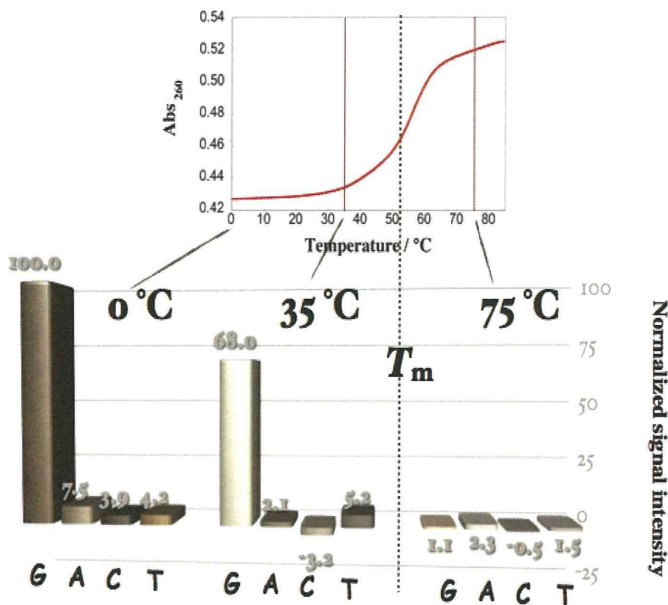 0.54
0.52
0.50
0.48
0.46
0.44
0.42
Abs 260
0 10 20 30 40 50 60 70 80
Temperature / °C
100.0
0 °C
35 °C
75 °C
100
68.0
75
Tm
50
25
7.5 3.9 4.2
2.1 5.2
0
-3.2
1.1 2.3 -0.5 1.5
-25
G A C T
G A C T
G A C T
Normalized signal intensity